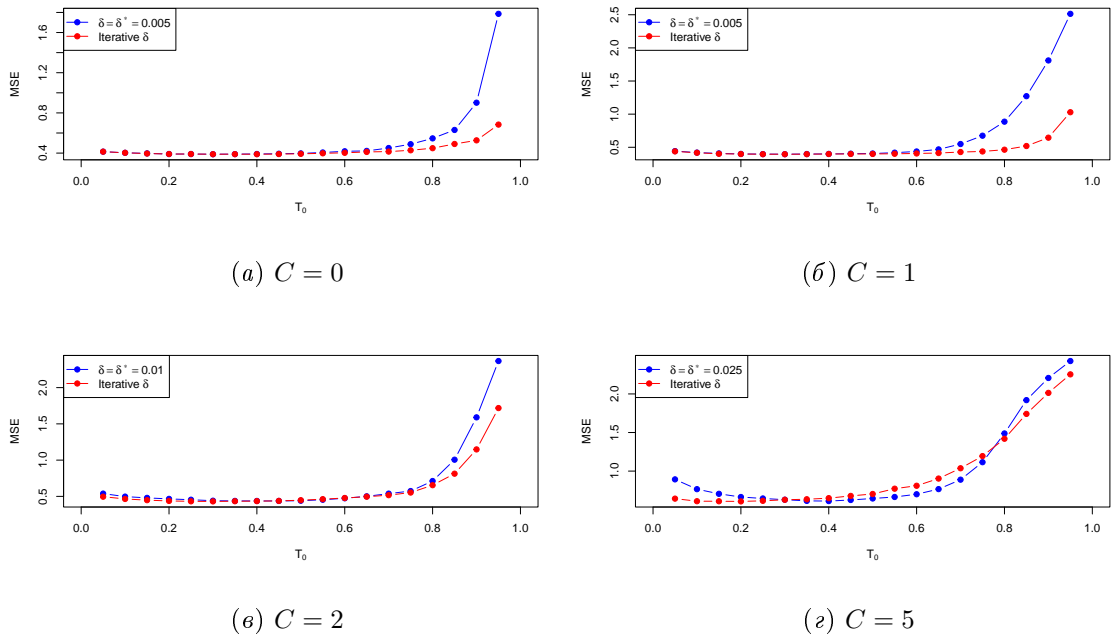 δ = δ* = 0.005
Iterative δ
MSE
0.4 0.8 1.2 1.6
0.0 0.2 0.4 0.6 0.8 1.0
T₀
(а) C = 0
δ = δ* = 0.005
Iterative δ
MSE
0.5 1.0 1.5 2.0 2.5
0.0 0.2 0.4 0.6 0.8 1.0
T₀
(б) C = 1
δ = δ* = 0.01
Iterative δ
MSE
0.5 1.0 1.5 2.0
0.0 0.2 0.4 0.6 0.8 1.0
T₀
(в) C = 2
δ = δ* = 0.025
Iterative δ
MSE
1.0 1.5 2.0
0.0 0.2 0.4 0.6 0.8 1.0
T₀
(г) C = 5